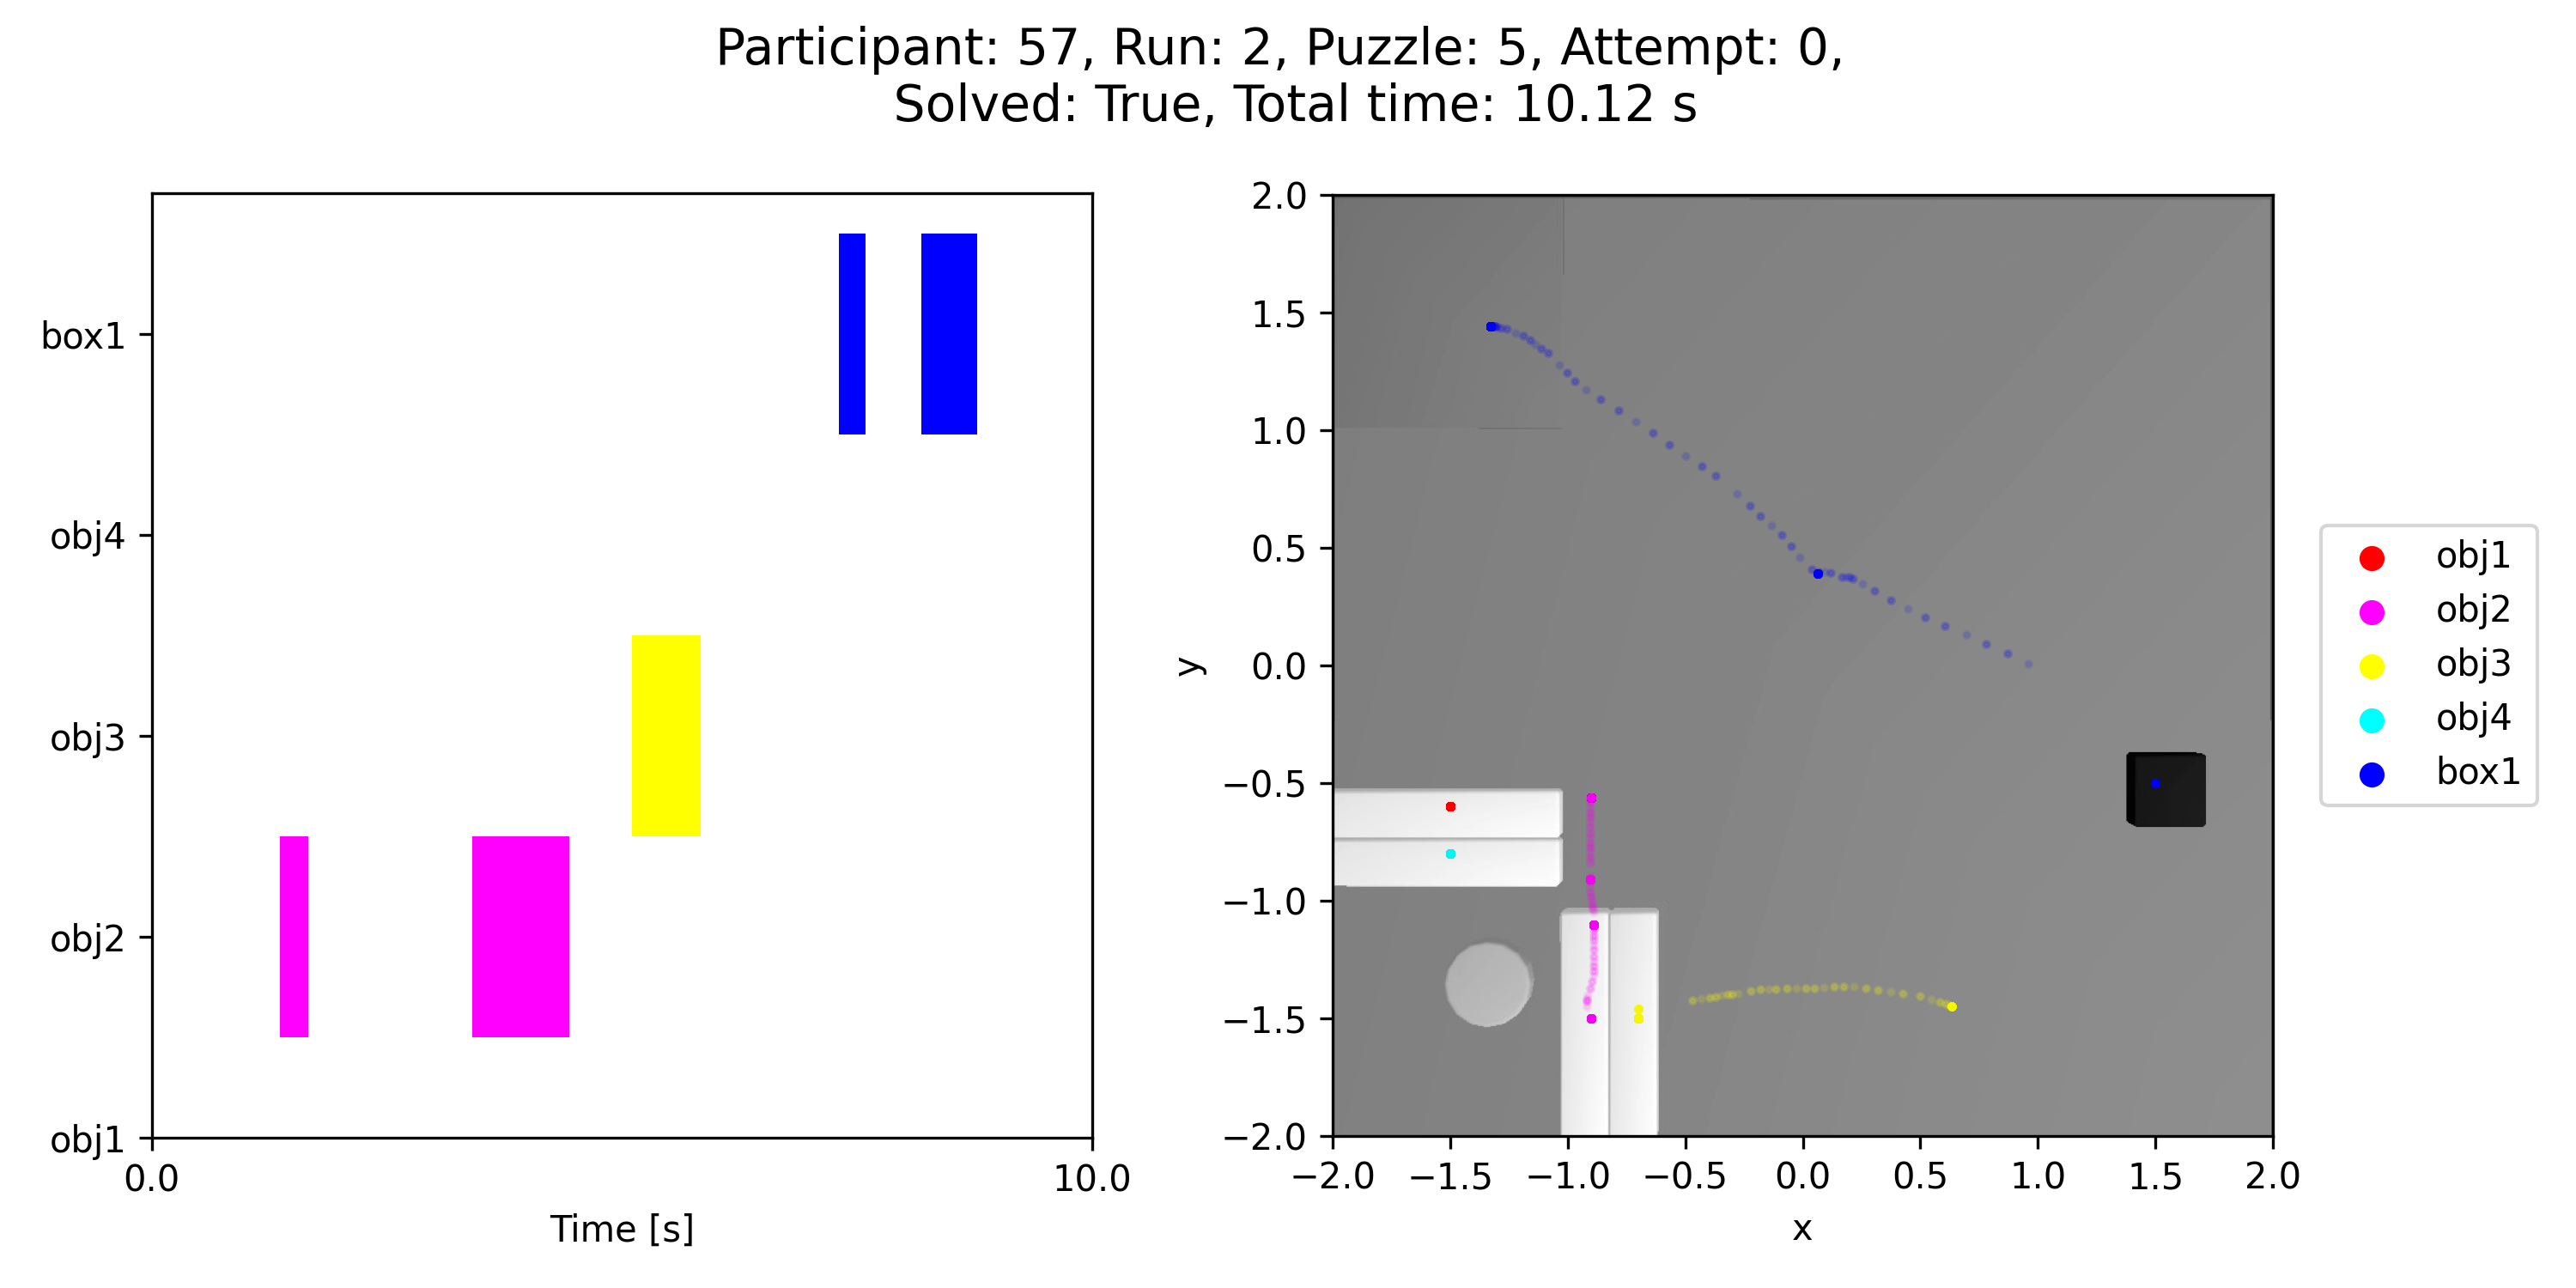 Participant: 57, Run: 2, Puzzle: 5, Attempt: 0,
Solved: True, Total time: 10.12 s
box1
obj4
obj3
obj2
obj1
0.0
10.0
Time [s]
2.0
1.5
1.0
0.5
0.0
−0.5
−1.0
−1.5
−2.0
y
−2.0
−1.5
−1.0
−0.5
0.0
0.5
1.0
1.5
2.0
x
obj1
obj2
obj3
obj4
box1